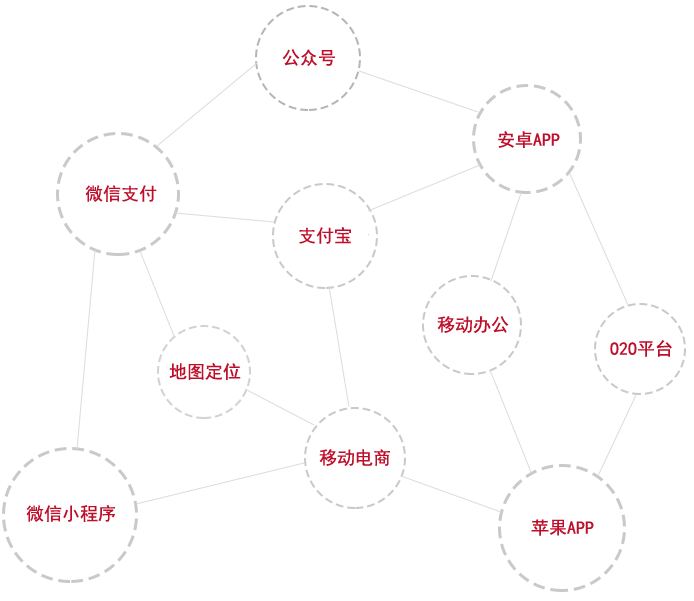 公众号
安卓APP
微信支付
支付宝
移动办公
O2O平台
地图定位
移动电商
微信小程序
苹果APP